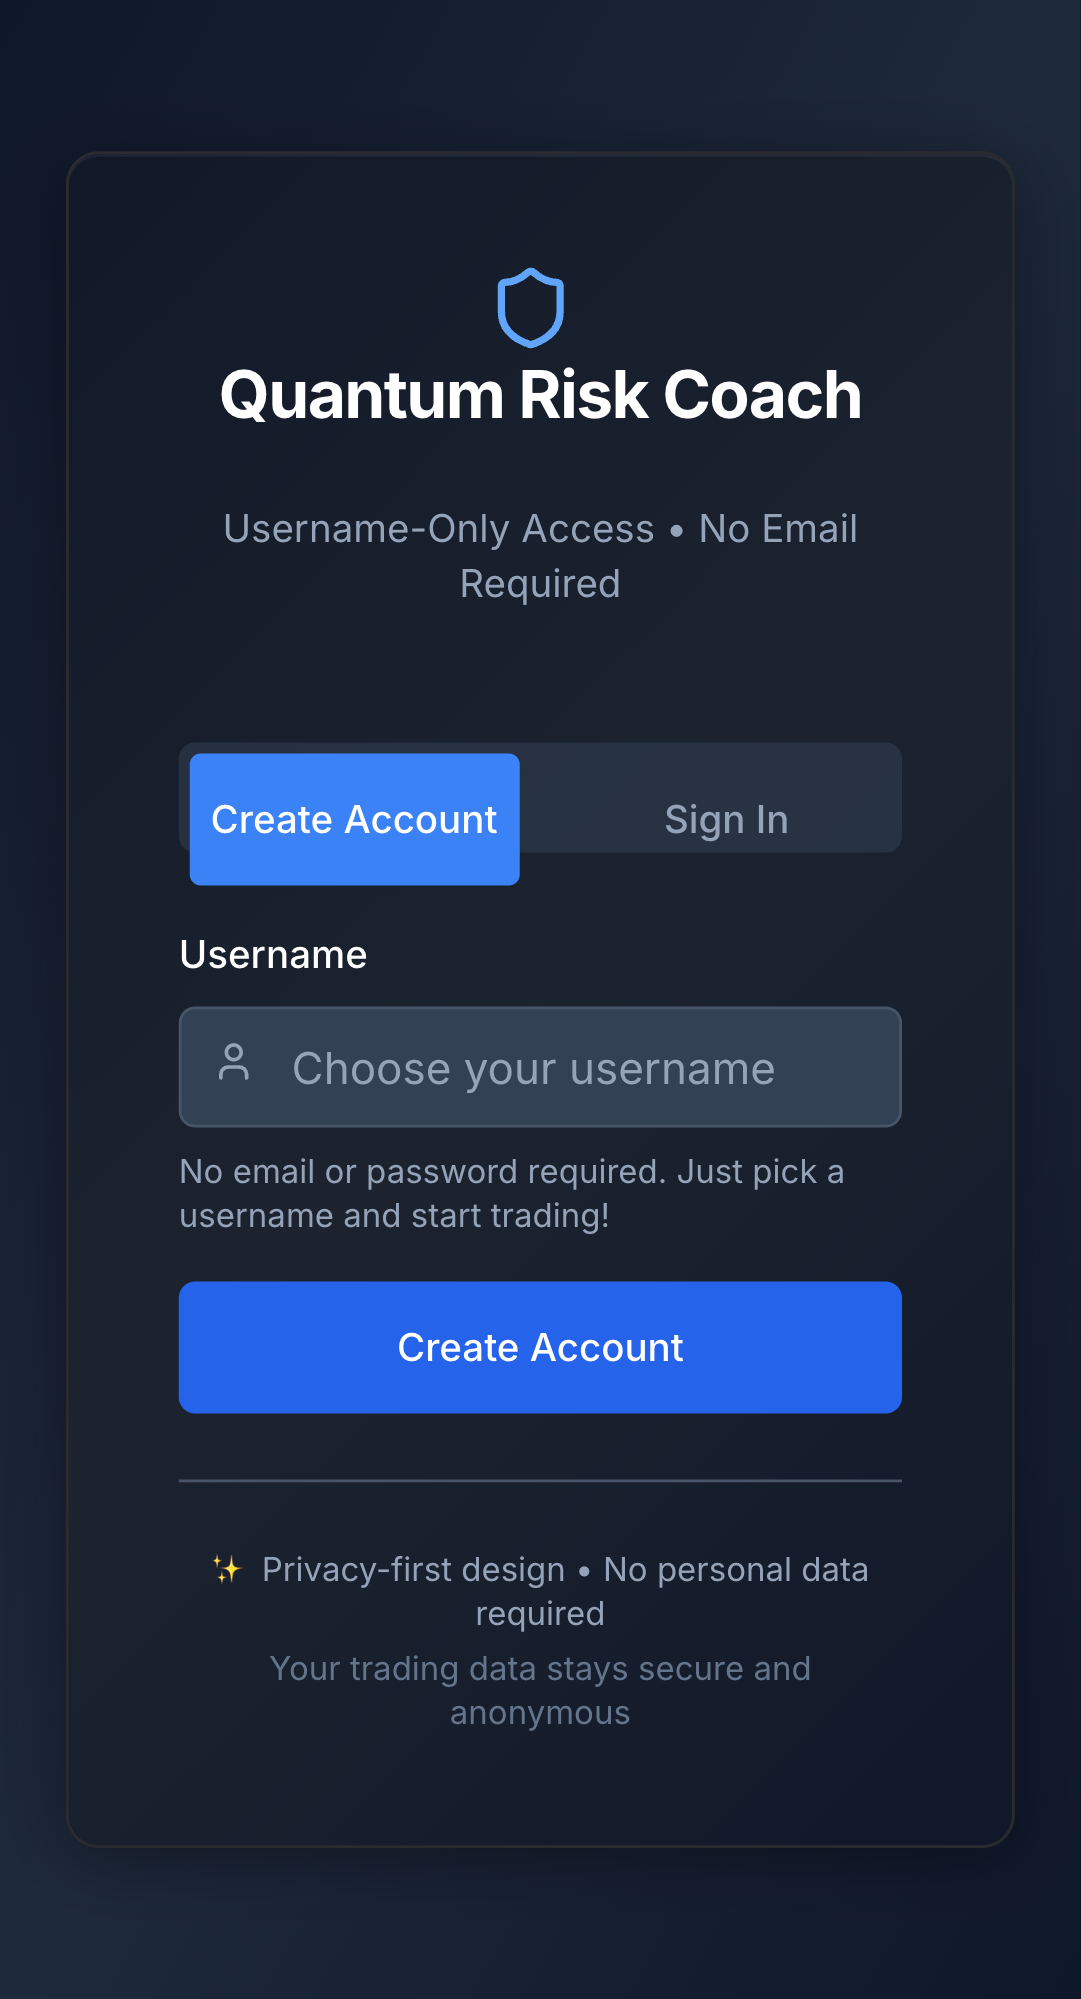 Quantum Risk Coach
Username-Only Access • No Email
Required
Create Account
Sign In
Username
Choose your username
No email or password required. Just pick a
username and start trading!
Create Account
✨ Privacy-first design • No personal data
required
Your trading data stays secure and
anonymous